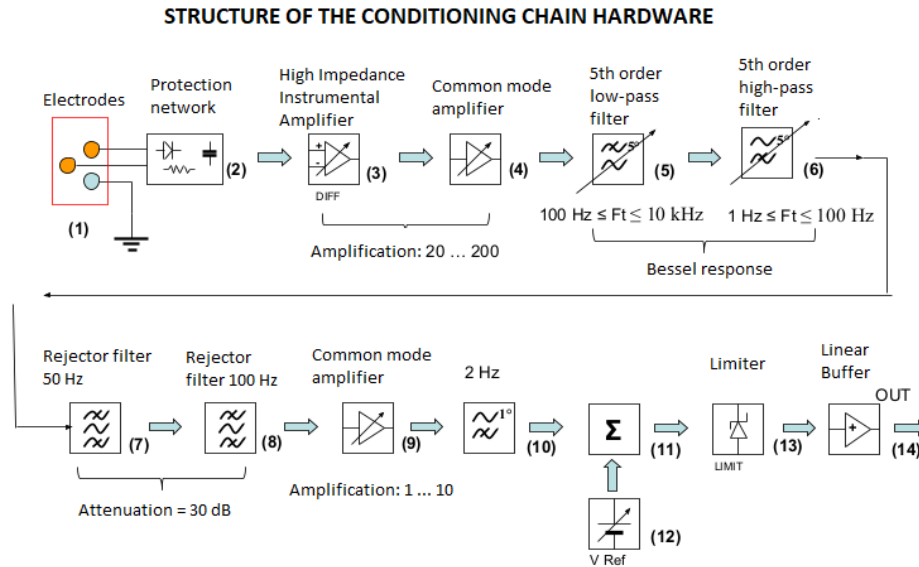 STRUCTURE OF THE CONDITIONING CHAIN HARDWARE
Electrodes
(1)
Protection
network
(2)
High Impedance
Instrumental
Amplifier
+
-
DIFF
(3)
Common mode
amplifier
(4)
Amplification: 20 ... 200
5th order
low-pass
filter
5°
(5)
100 Hz ≤ Ft ≤ 10 kHz
5th order
high-pass
filter
5°
(6)
1 Hz ≤ Ft ≤ 100 Hz
Bessel response
Rejector filter
50 Hz
(7)
Rejector
filter 100 Hz
(8)
Attenuation = 30 dB
Common mode
amplifier
(9)
Amplification: 1 ... 10
2 Hz
1°
(10)
Σ
(11)
V Ref
(12)
Limiter
LIMIT
(13)
Linear
Buffer
+
OUT
(14)